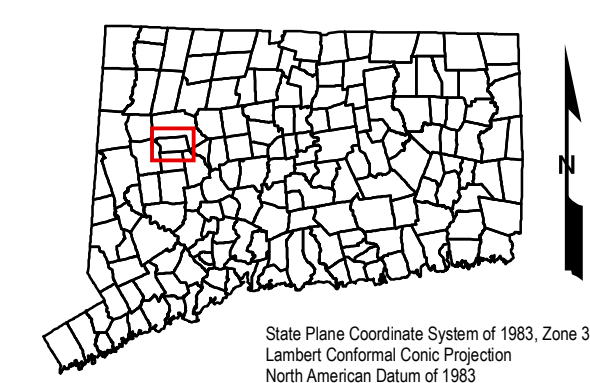 N
State Plane Coordinate System of 1983, Zone 3
Lambert Conformal Conic Projection
North American Datum of 1983